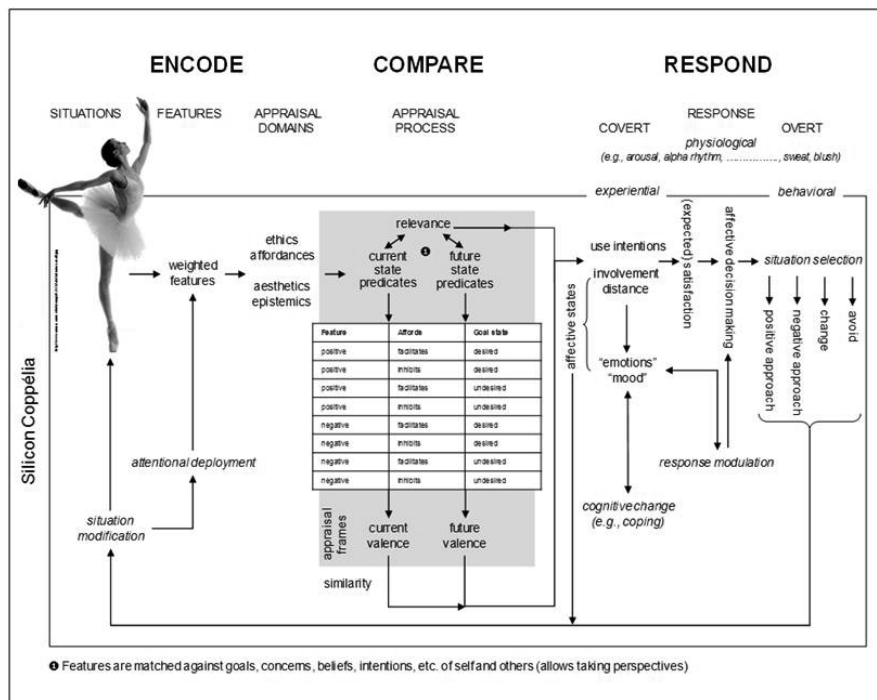 ENCODE
COMPARE
RESPOND
SITUATIONS
FEATURES
APPRAISAL
DOMAINS
APPRAISAL
PROCESS
RESPONSE
COVERT
OVERT
physiological
(e.g., arousal, alpha rhythm, ................., sweat, blush)
experiential
behavioral
Silicon Coppélia
weighted
features
ethics
affordances
aesthetics
epistemics
relevance
❶
current
state
predicates
future
state
predicates
Feature Affords Goal state
positive facilitates desired
positive inhibits desired
positive facilitates undesired
positive inhibits undesired
negative facilitates desired
negative inhibits desired
negative facilitates undesired
negative inhibits undesired
appraisal
frames
current
valence
future
valence
similarity
use intentions
involvement
distance
affective states
"emotions"
"mood"
cognitive change
(e.g., coping)
(expected) satisfaction
affective decision making
response modulation
situation selection
positive approach
negative approach
change
avoid
attentional deployment
situation
modification
❶ Features are matched against goals, concerns, beliefs, intentions, etc. of self and others (allows taking perspectives)